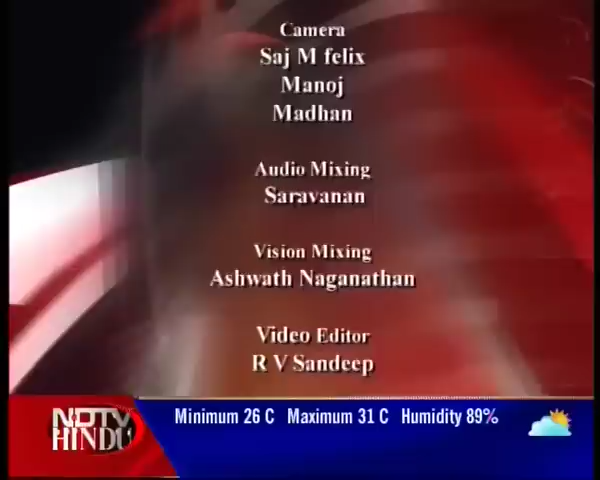 Camera
Saj M felix
Manoj
Madhan
Audio Mixing
Saravanan
Vision Mixing
Ashwath Naganathan
Video Editor
R V Sandeep
NDTV
HINDU
Minimum 26 C Maximum 31 C Humidity 89%